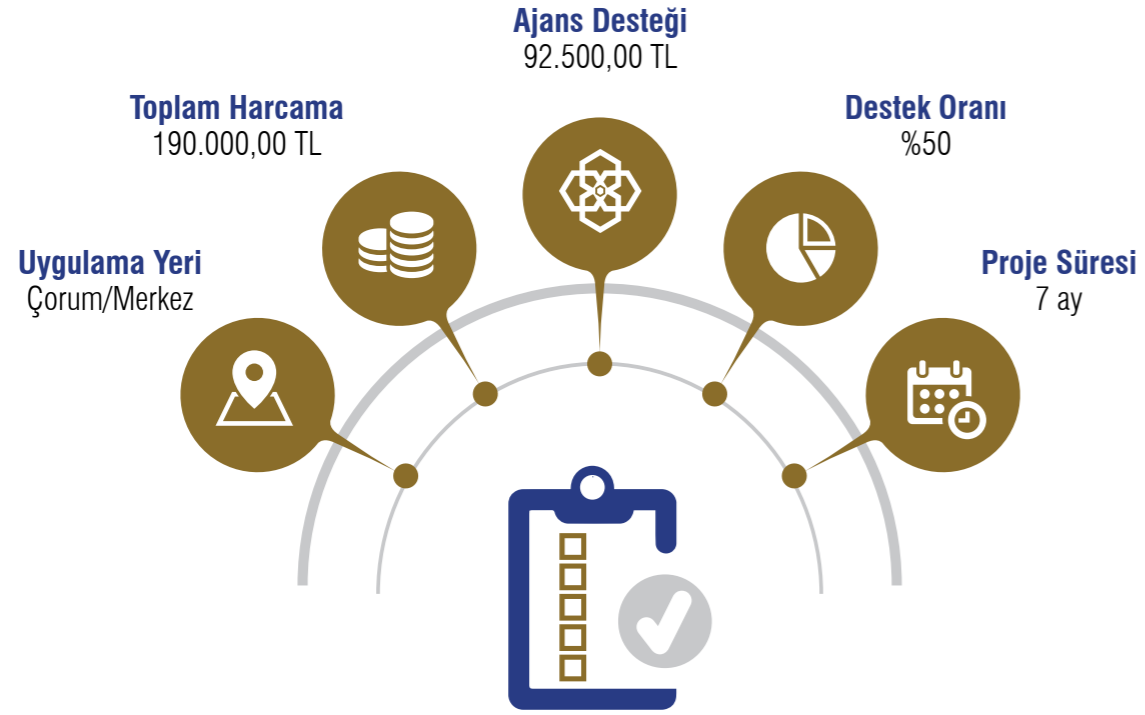 Ajans Desteği
92.500,00 TL
Toplam Harcama
190.000,00 TL
Destek Oranı
%50
Uygulama Yeri
Çorum/Merkez
Proje Süresi
7 ay